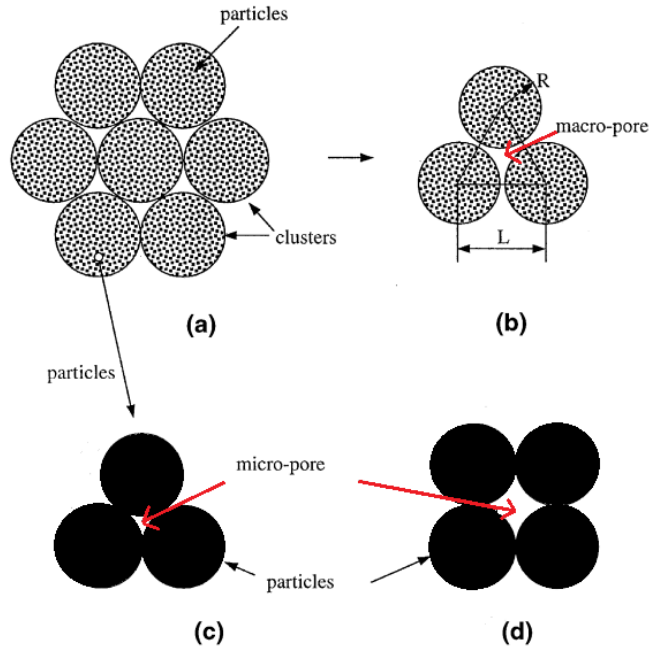 particles
R
macro-pore
clusters
L
(a)
(b)
particles
micro-pore
particles
(c)
(d)